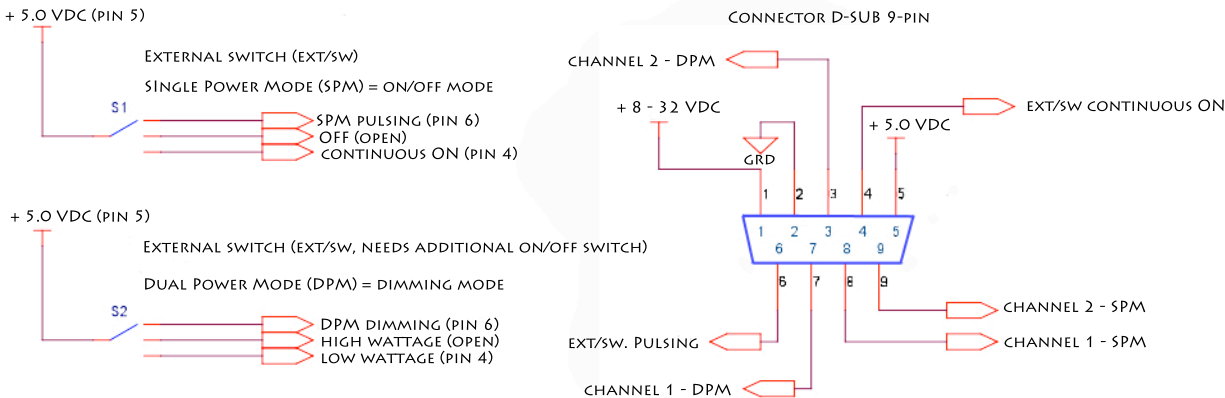 + 5.0 VDC (PIN 5)
EXTERNAL SWITCH (EXT/SW)
SINGLE POWER MODE (SPM) = ON/OFF MODE
S1
SPM PULSING (PIN 6)
OFF (OPEN)
CONTINUOUS ON (PIN 4)
+ 5.0 VDC (PIN 5)
EXTERNAL SWITCH (EXT/SW, NEEDS ADDITIONAL ON/OFF SWITCH)
DUAL POWER MODE (DPM) = DIMMING MODE
S2
DPM DIMMING (PIN 6)
HIGH WATTAGE (OPEN)
LOW WATTAGE (PIN 4)
CONNECTOR D-SUB 9-PIN
CHANNEL 2 - DPM
+ 8 - 32 VDC
EXT/SW CONTINUOUS ON
+ 5.0 VDC
GRD
1 2 3 4 5
1 2 3 4 5
6 7 8 9
6 7 8 9
CHANNEL 2 - SPM
EXT/SW. PULSING
CHANNEL 1 - SPM
CHANNEL 1 - DPM